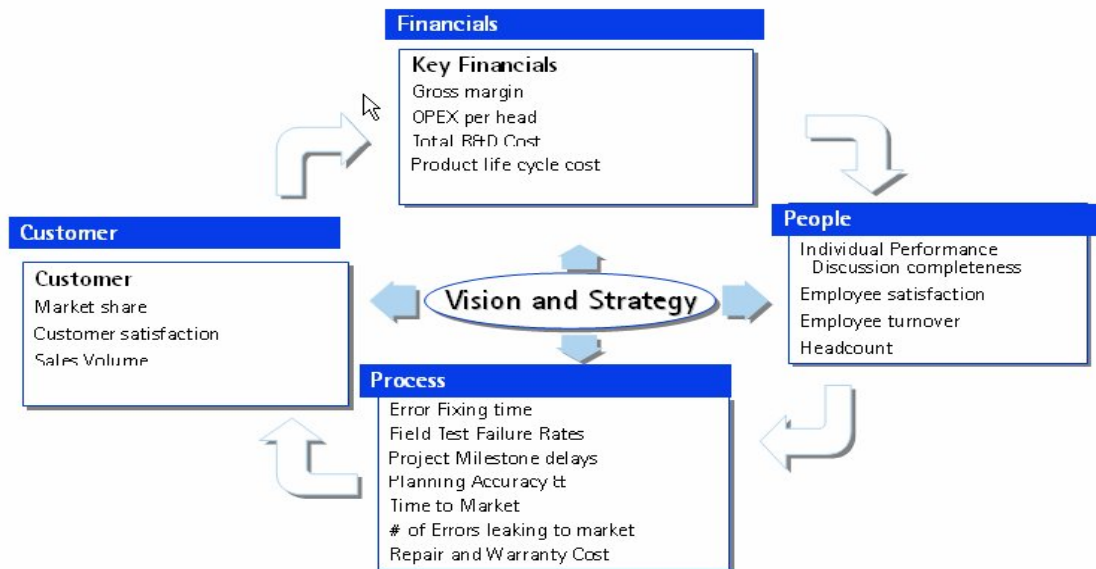 Financials
Key Financials
Gross margin
OPEX per head
Total R&D Cost
Product life cycle cost
Customer
Customer
Market share
Customer satisfaction
Sales Volume
Vision and Strategy
People
Individual Performance
Discussion completeness
Employee satisfaction
Employee turnover
Headcount
Process
Error Fixing time
Field Test Failure Rates
Project Milestone delays
Planning Accuracy &
Time to Market
# of Errors leaking to market
Repair and Warranty Cost